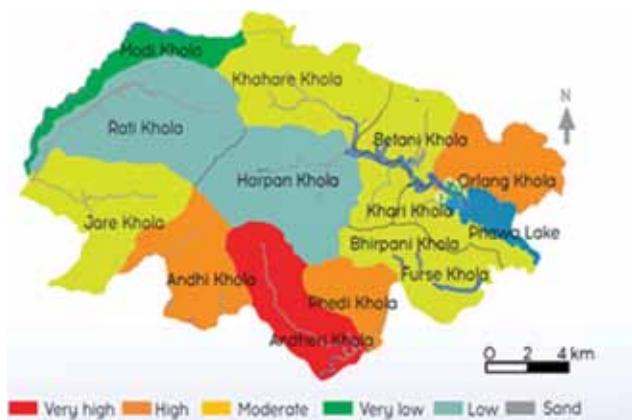 Modi Khola
Khahare Khola
Rati Khola
Betani Khola
N
Harpan Khola
Orlang Khola
Jare Khola
Khari Khola
Phawa Lake
Bhirpani Khola
Andhi Khola
Furse Khola
Phedi Khola
Andheri Khola
0 2 4 km
Very high High Moderate Very low Low Sand